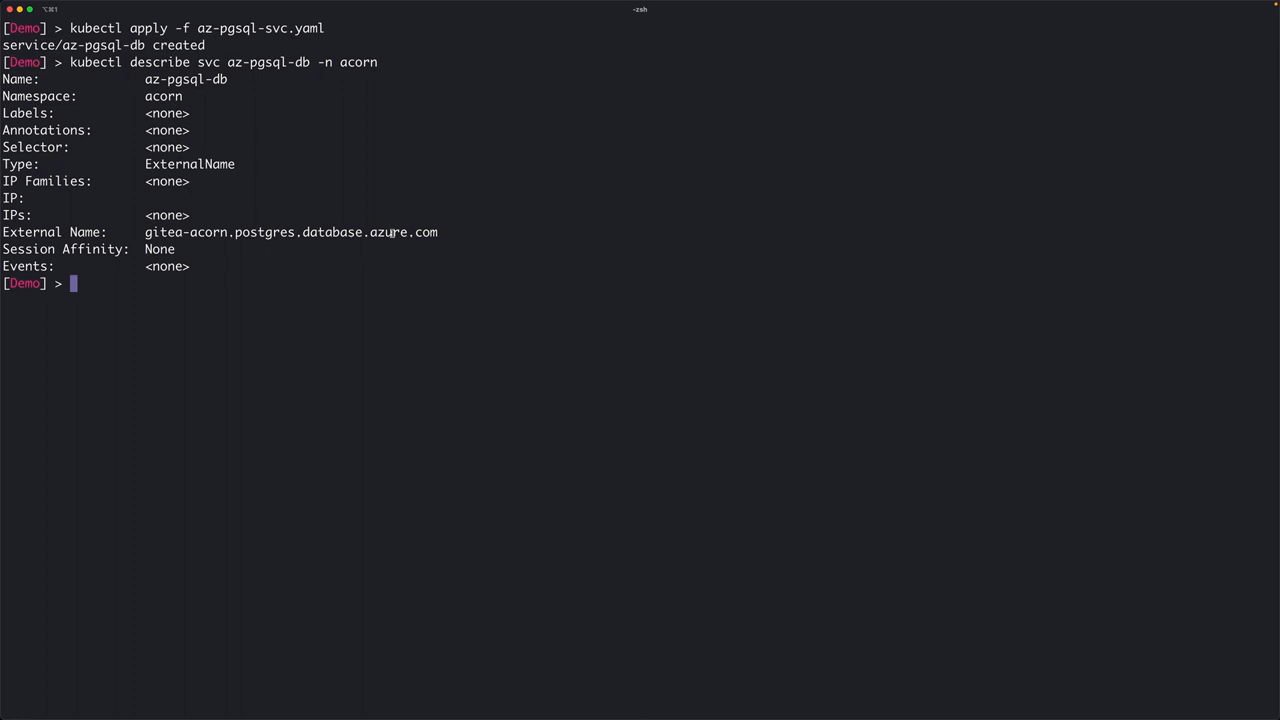 ⌥⌘1
-zsh
[Demo] > kubectl apply -f az-pgsql-svc.yaml
service/az-pgsql-db created
[Demo] > kubectl describe svc az-pgsql-db -n acorn
Name: az-pgsql-db
Namespace: acorn
Labels: <none>
Annotations: <none>
Selector: <none>
Type: ExternalName
IP Families: <none>
IP:
IPs: <none>
External Name: gitea-acorn.postgres.database.azure.com
Session Affinity: None
Events: <none>
[Demo] >